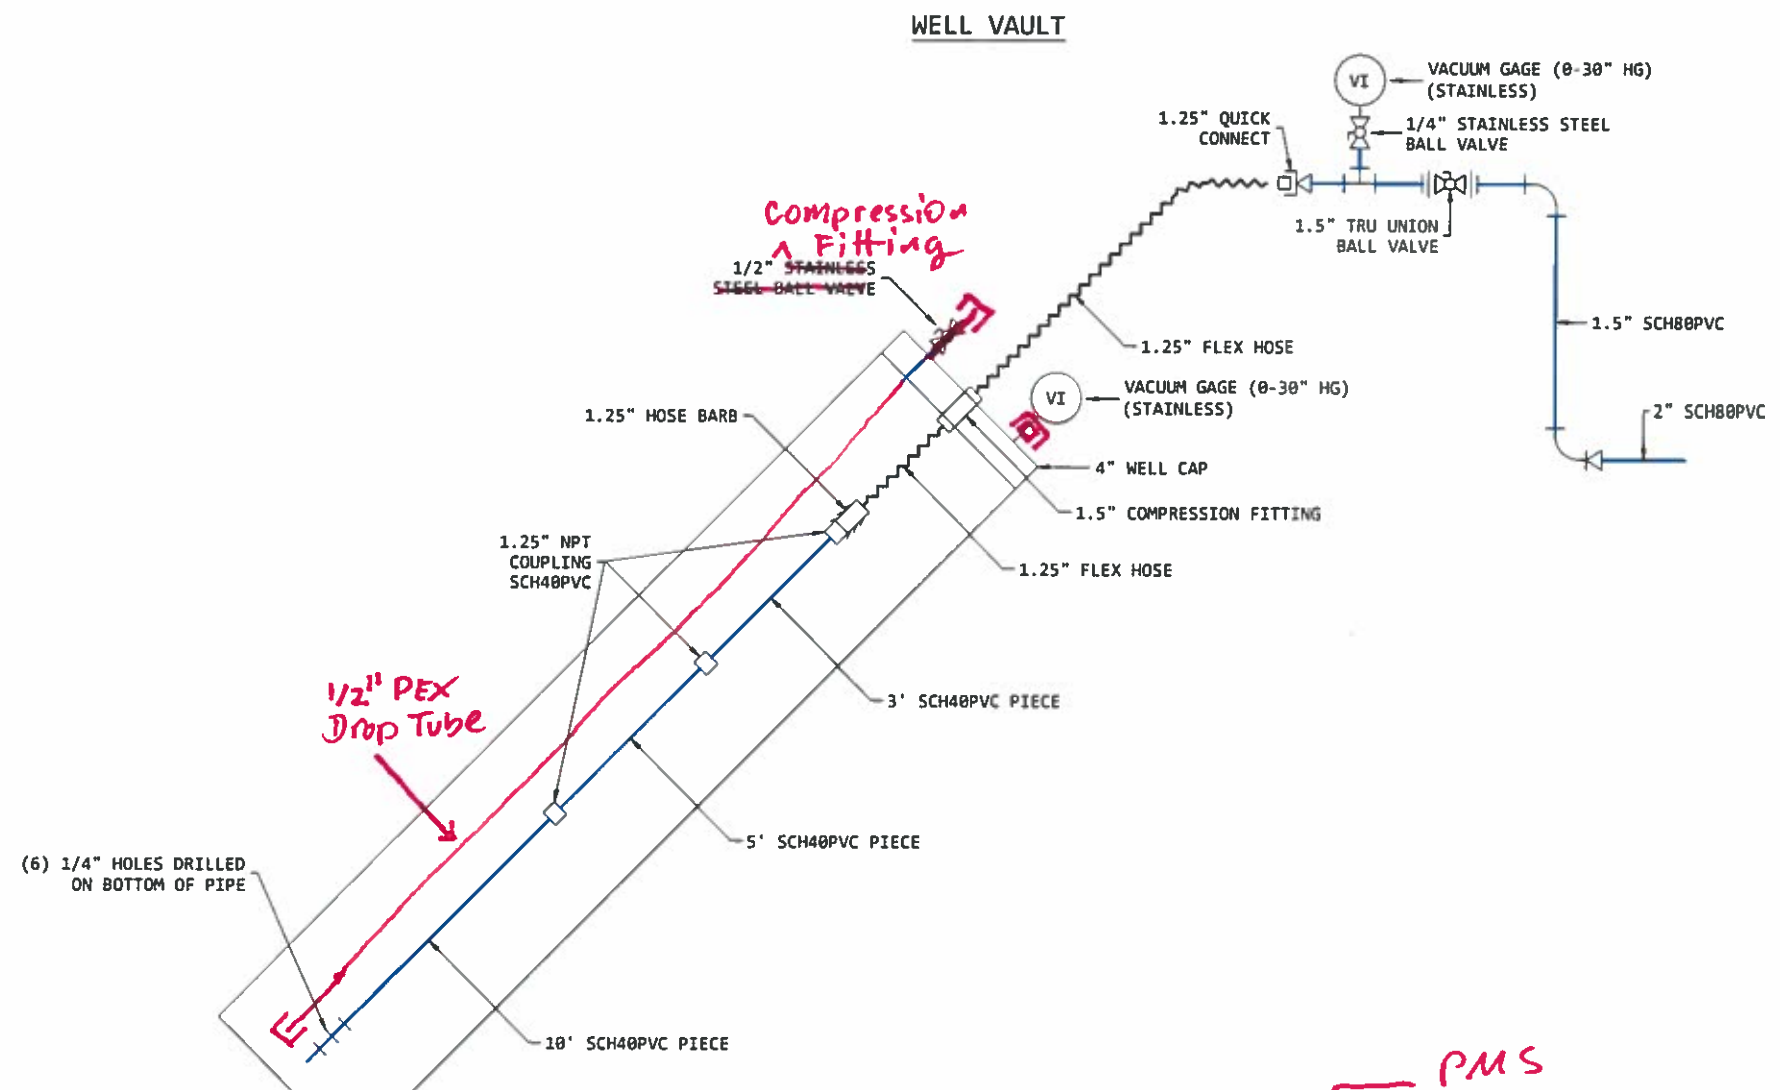 WELL VAULT
VI
VACUUM GAGE (0-30" HG)
(STAINLESS)
1.25" QUICK
CONNECT
1/4" STAINLESS STEEL
BALL VALVE
1.5" TRU UNION
BALL VALVE
Compression
Fitting
1/2" STAINLESS
STEEL BALL VALVE
1.5" SCH80PVC
1.25" FLEX HOSE
VI
VACUUM GAGE (0-30" HG)
(STAINLESS)
1.25" HOSE BARB
2" SCH80PVC
4" WELL CAP
1.5" COMPRESSION FITTING
1.25" NPT
COUPLING
SCH40PVC
1.25" FLEX HOSE
3' SCH40PVC PIECE
1/2" PEX
Drop Tube
5' SCH40PVC PIECE
(6) 1/4" HOLES DRILLED
ON BOTTOM OF PIPE
10' SCH40PVC PIECE
PMS